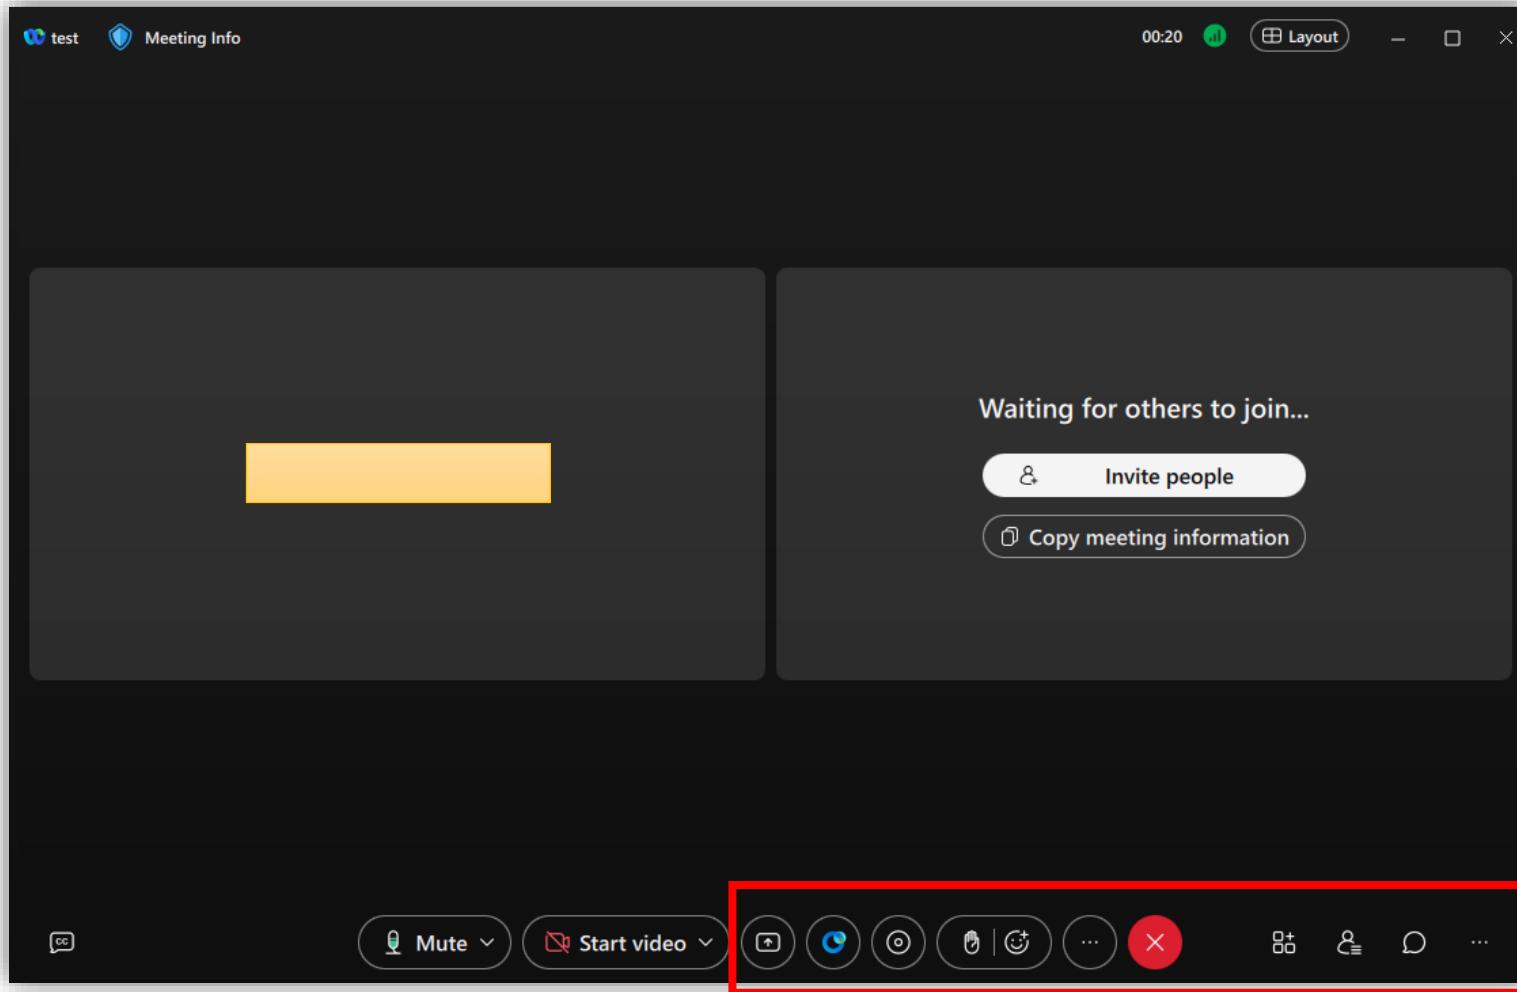 test
Meeting Info
00:20
Layout
Waiting for others to join...
Invite people
Copy meeting information
CC
Mute
Start video